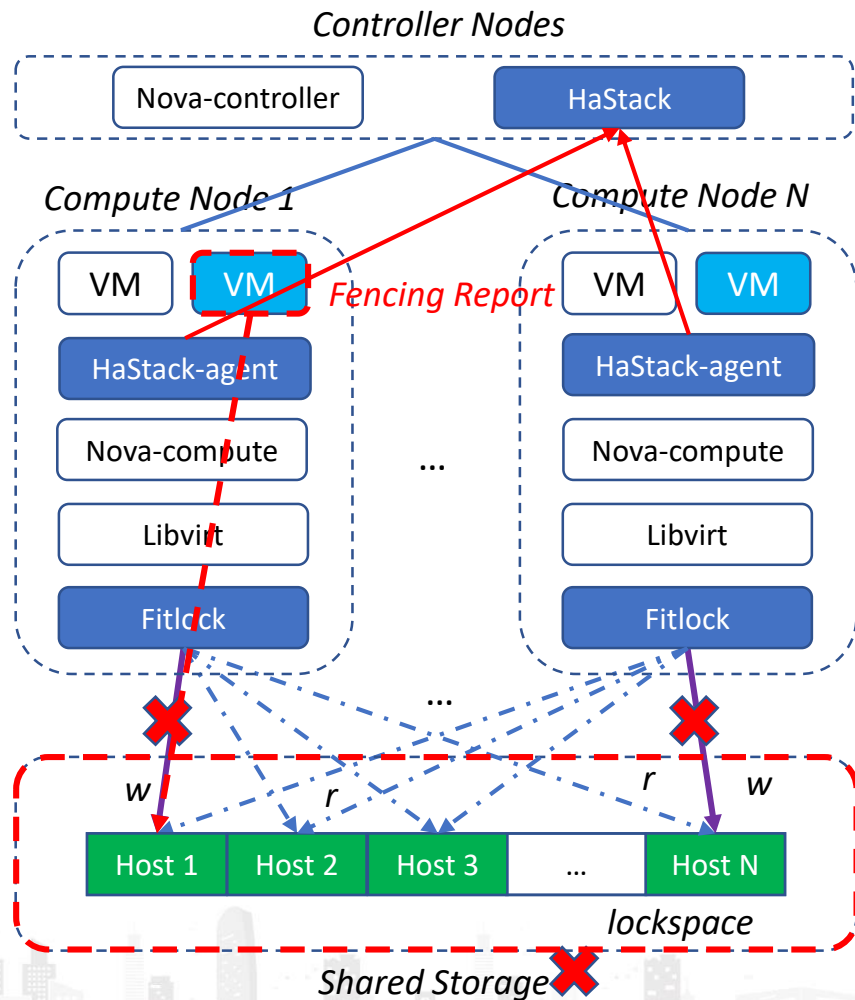 Controller Nodes
Nova-controller
HaStack
Compute Node 1
Compute Node N
VM
VM
VM
VM
Fencing Report
HaStack-agent
HaStack-agent
Nova-compute
Nova-compute
...
Libvirt
Libvirt
Fitlock
Fitlock
...
w
r
r
w
Host 1
Host 2
Host 3
...
Host N
lockspace
Shared Storage